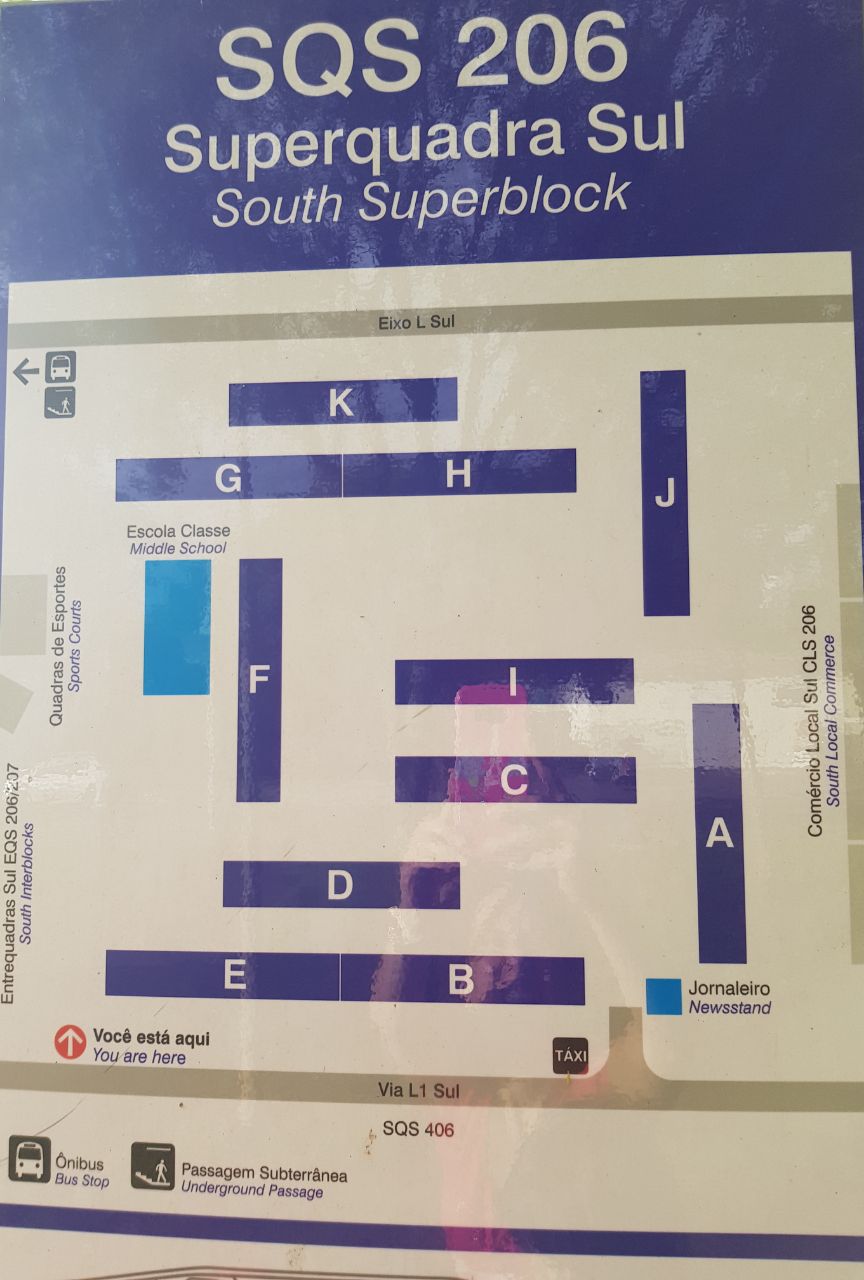 SQS 206
Superquadra Sul
South Superblock
Eixo L Sul
K
G
H
J
Escola Classe
Middle School
Quadras de Esportes
Sports Courts
F
I
C
Comércio Local Sul CLS 206
South Local Commerce
A
Entrequadras Sul EQS 206/207
South Interblocks
D
E
B
Jornaleiro
Newsstand
Você está aqui
You are here
TÁXI
Via L1 Sul
SQS 406
Ônibus
Bus Stop
Passagem Subterrânea
Underground Passage